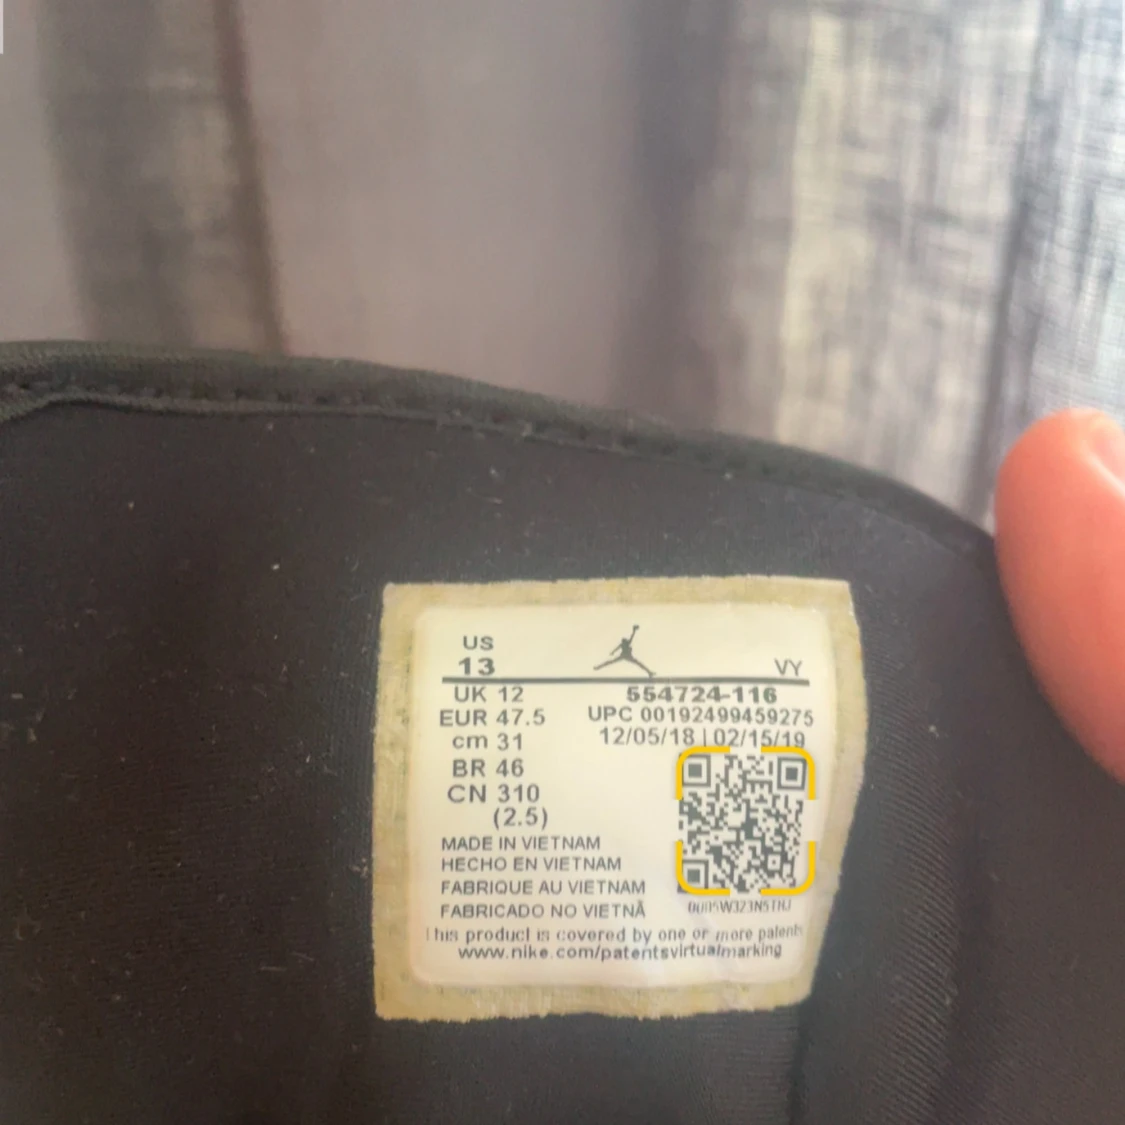 US
13
VY
UK 12
554724-116
EUR 47.5
UPC 00192499459275
cm 31
12/05/18 | 02/15/19
BR 46
CN 310
(2.5)
MADE IN VIETNAM
HECHO EN VIETNAM
FABRIQUE AU VIETNAM
FABRICADO NO VIETNÃ
This product is covered by one or more patents
www.nike.com/patentsvirtualmarking